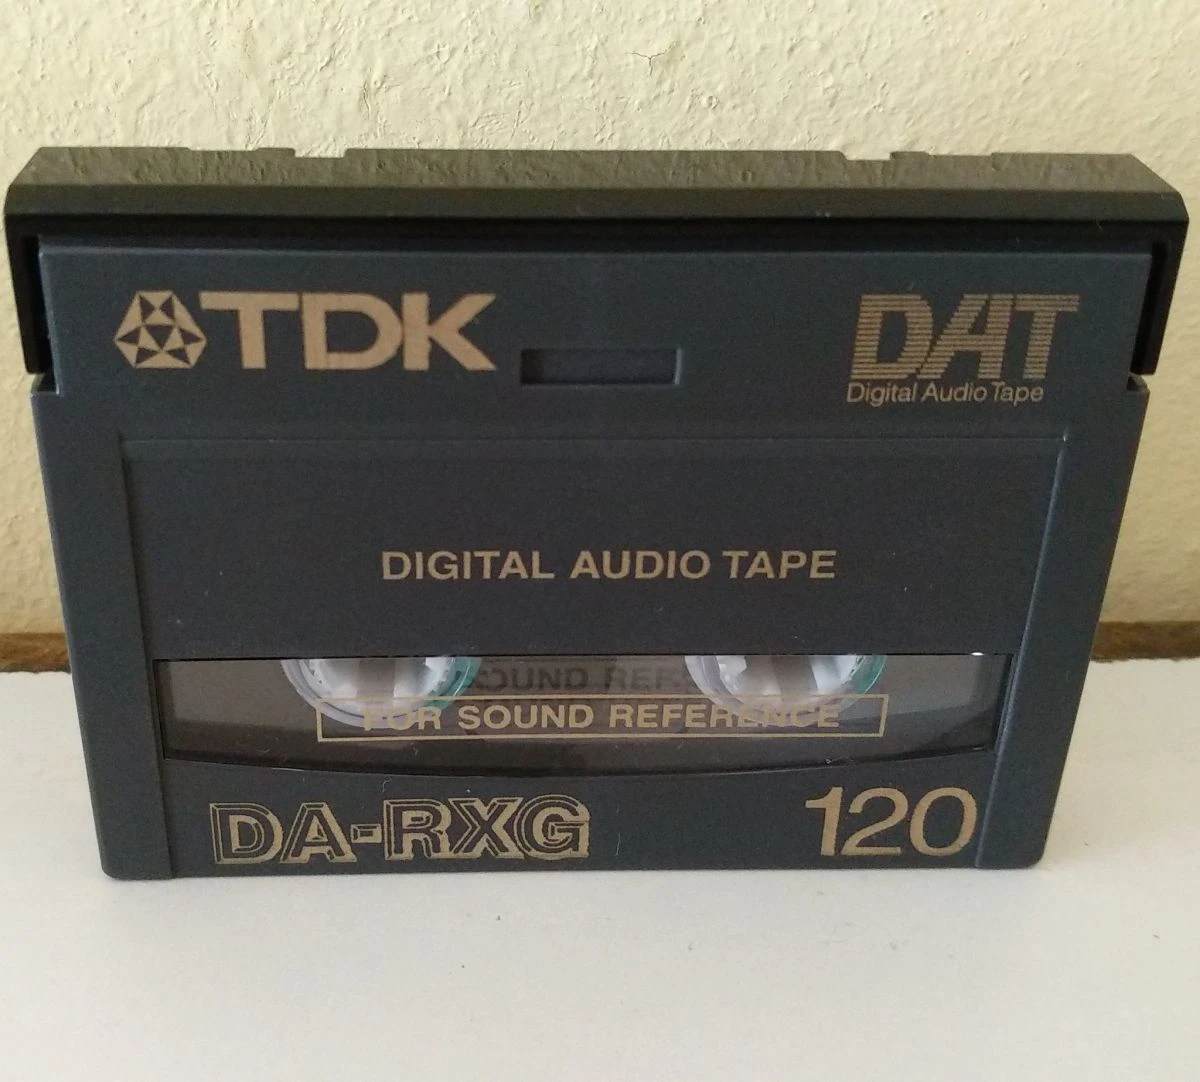 TDK
DAT
Digital Audio Tape
DIGITAL AUDIO TAPE
FOR SOUND REFERENCE
DA-RXG
120